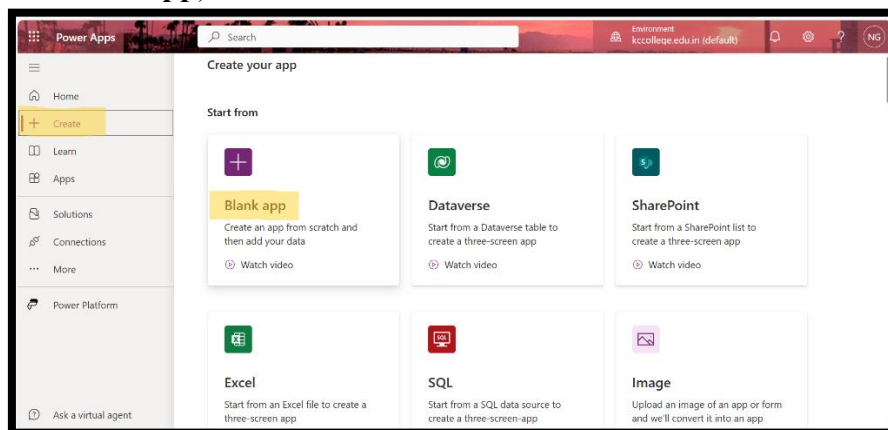 Power Apps
Search
Environment
kccollege.edu.in (default)
?
NG
Home
Create
Learn
Apps
Solutions
Connections
More
Power Platform
Ask a virtual agent
Create your app
Start from
Blank app
Create an app from scratch and
then add your data
Watch video
Dataverse
Start from a Dataverse table to
create a three-screen app
Watch video
SharePoint
Start from a SharePoint list to
create a three-screen app
Watch video
Excel
Start from an Excel file to create a
three-screen app
SQL
Start from a SQL data source to
create a three-screen-app
Image
Upload an image of an app or form
and we'll convert it into an app